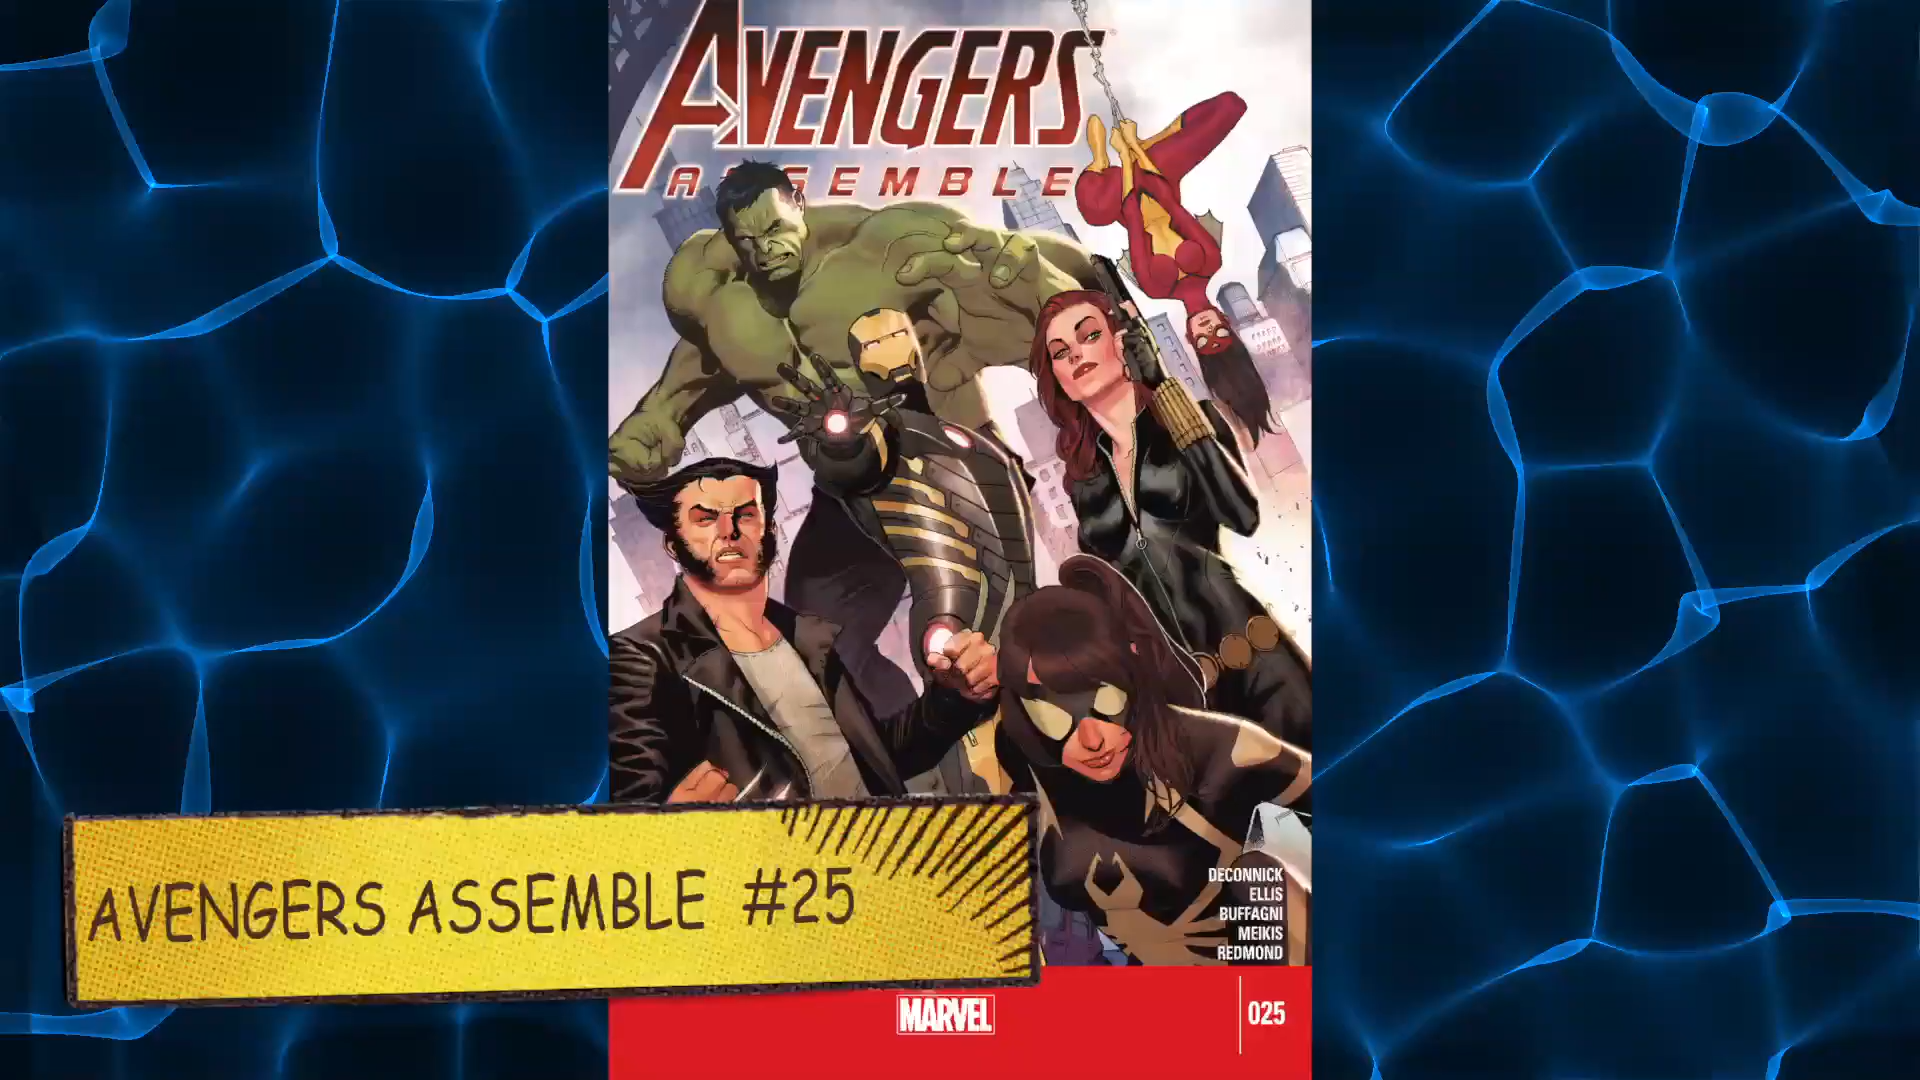 AVENGERS
ASSEMBLE
AVENGERS ASSEMBLE #25
DECONNICK
ELLIS
BUFFAGNI
MEIKIS
REDMOND
MARVEL
025